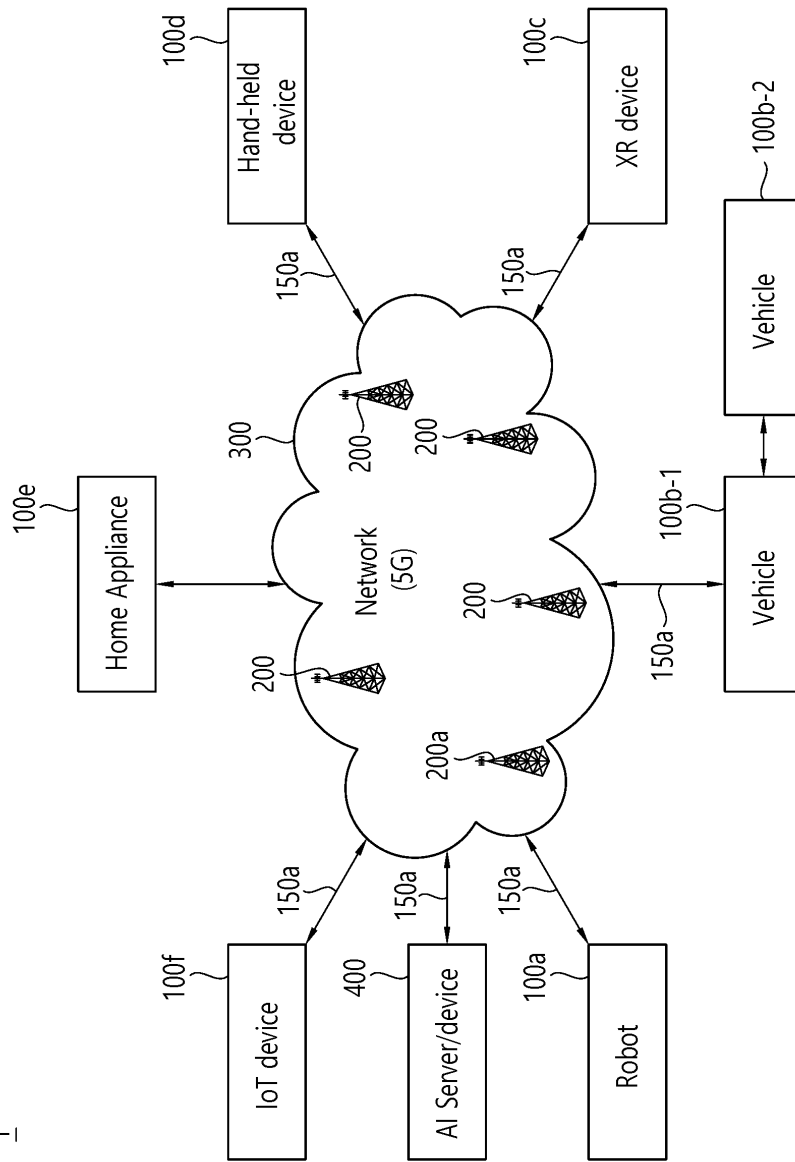 100e
Home Appliance
100f
100d
IoT device
Hand-held
device
300
200
150a
150a
400
Network
(5G)
200
150a
200
200a
AI Server/device
200
150a
150a
100a
100c
Robot
XR device
150a
100b-1
100b-2
Vehicle
Vehicle